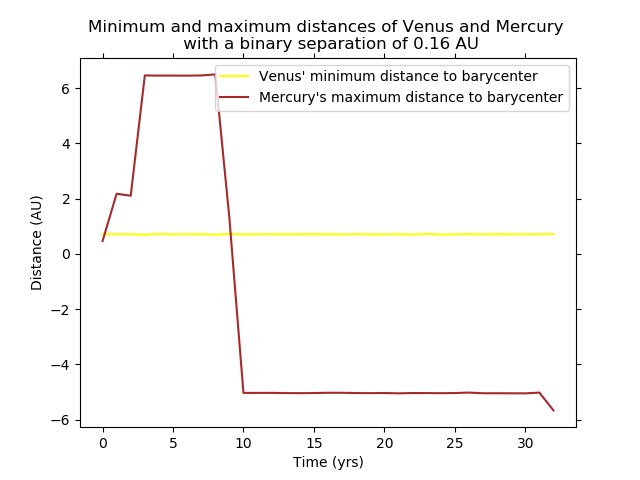 Minimum and maximum distances of Venus and Mercury
with a binary separation of 0.16 AU
Venus' minimum distance to barycenter
Mercury's maximum distance to barycenter
Distance (AU)
6
4
2
0
−2
−4
−6
0 5 10 15 20 25 30
Time (yrs)